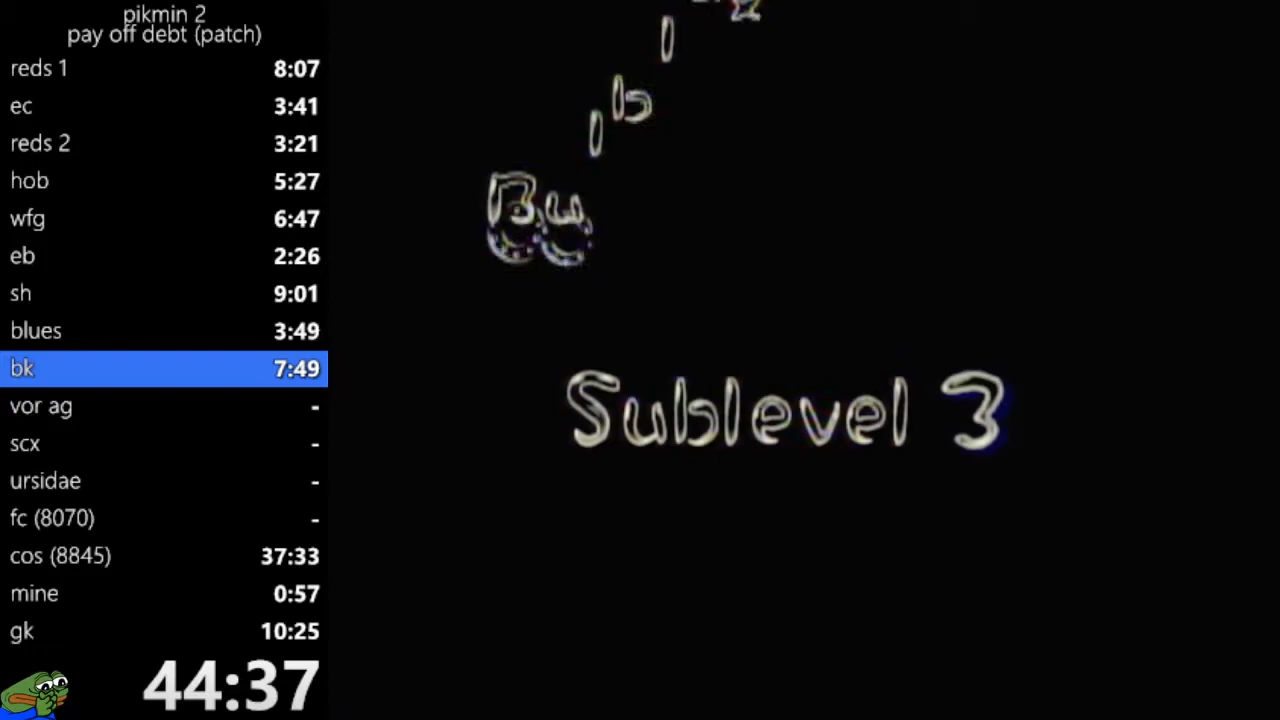 pikmin 2
pay off debt (patch)
reds 1 8:07
ec 3:41
reds 2 3:21
hob 5:27
wfg 6:47
eb 2:26
sh 9:01
blues 3:49
bk 7:49
vor ag -
scx -
ursidae -
fc (8070) -
cos (8845) 37:33
mine 0:57
gk 10:25
44:37
Bu
l
b
l
Sublevel 3